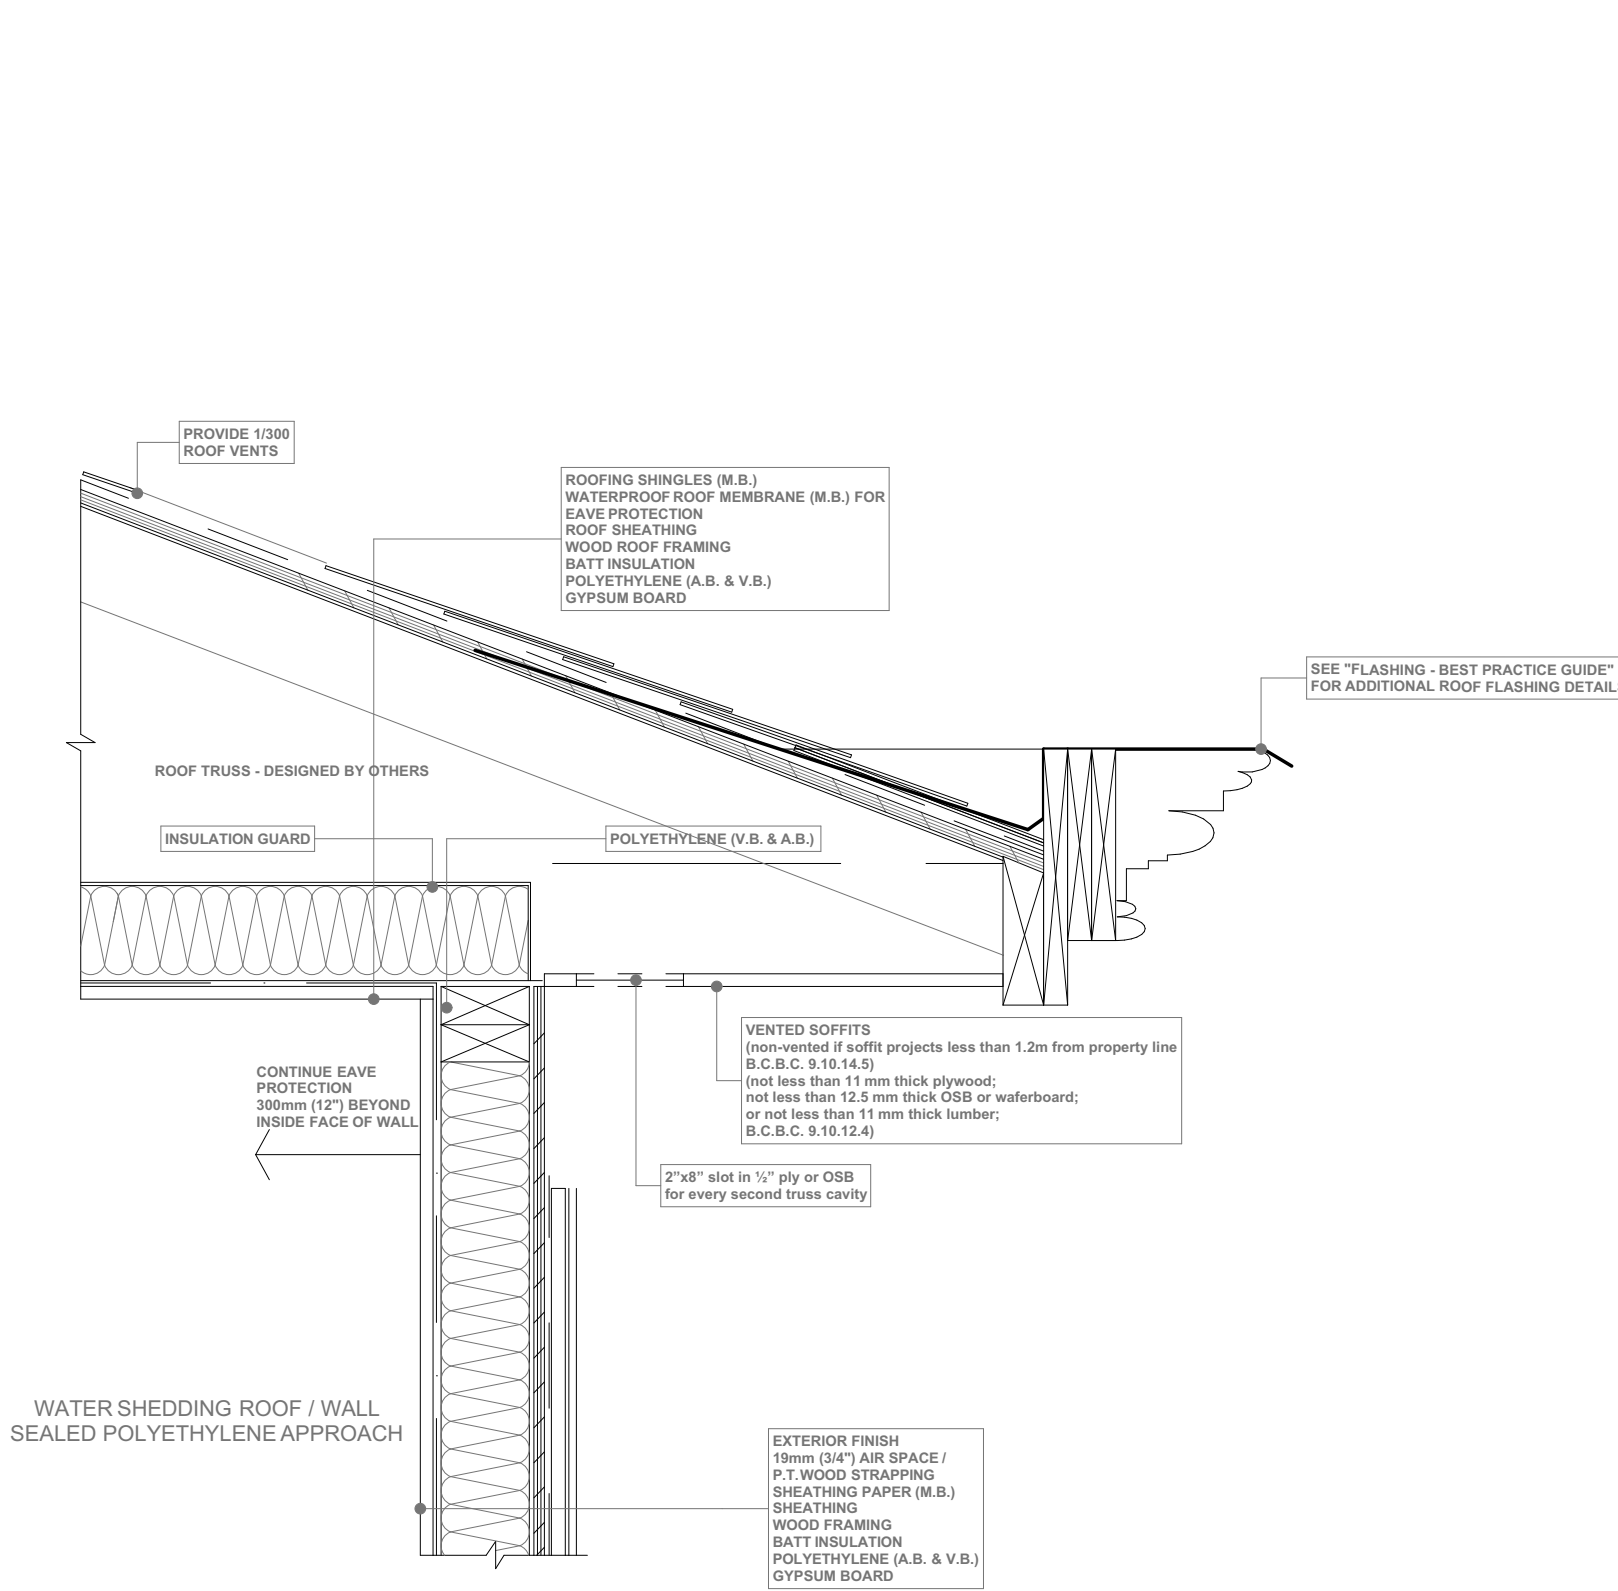 PROVIDE 1/300
ROOF VENTS
ROOFING SHINGLES (M.B.)
WATERPROOF ROOF MEMBRANE (M.B.) FOR
EAVE PROTECTION
ROOF SHEATHING
WOOD ROOF FRAMING
BATT INSULATION
POLYETHYLENE (A.B. & V.B.)
GYPSUM BOARD
SEE "FLASHING - BEST PRACTICE GUIDE"
FOR ADDITIONAL ROOF FLASHING DETAIL
ROOF TRUSS - DESIGNED BY OTHERS
INSULATION GUARD
POLYETHYLENE (V.B. & A.B.)
VENTED SOFFITS
(non-vented if soffit projects less than 1.2m from property line
B.C.B.C. 9.10.14.5)
(not less than 11 mm thick plywood;
not less than 12.5 mm thick OSB or waferboard;
or not less than 11 mm thick lumber;
B.C.B.C. 9.10.12.4)
CONTINUE EAVE
PROTECTION
300mm (12") BEYOND
INSIDE FACE OF WALL
2”x8” slot in ½” ply or OSB
for every second truss cavity
WATER SHEDDING ROOF / WALL
SEALED POLYETHYLENE APPROACH
EXTERIOR FINISH
19mm (3/4") AIR SPACE /
P.T. WOOD STRAPPING
SHEATHING PAPER (M.B.)
SHEATHING
WOOD FRAMING
BATT INSULATION
POLYETHYLENE (A.B. & V.B.)
GYPSUM BOARD